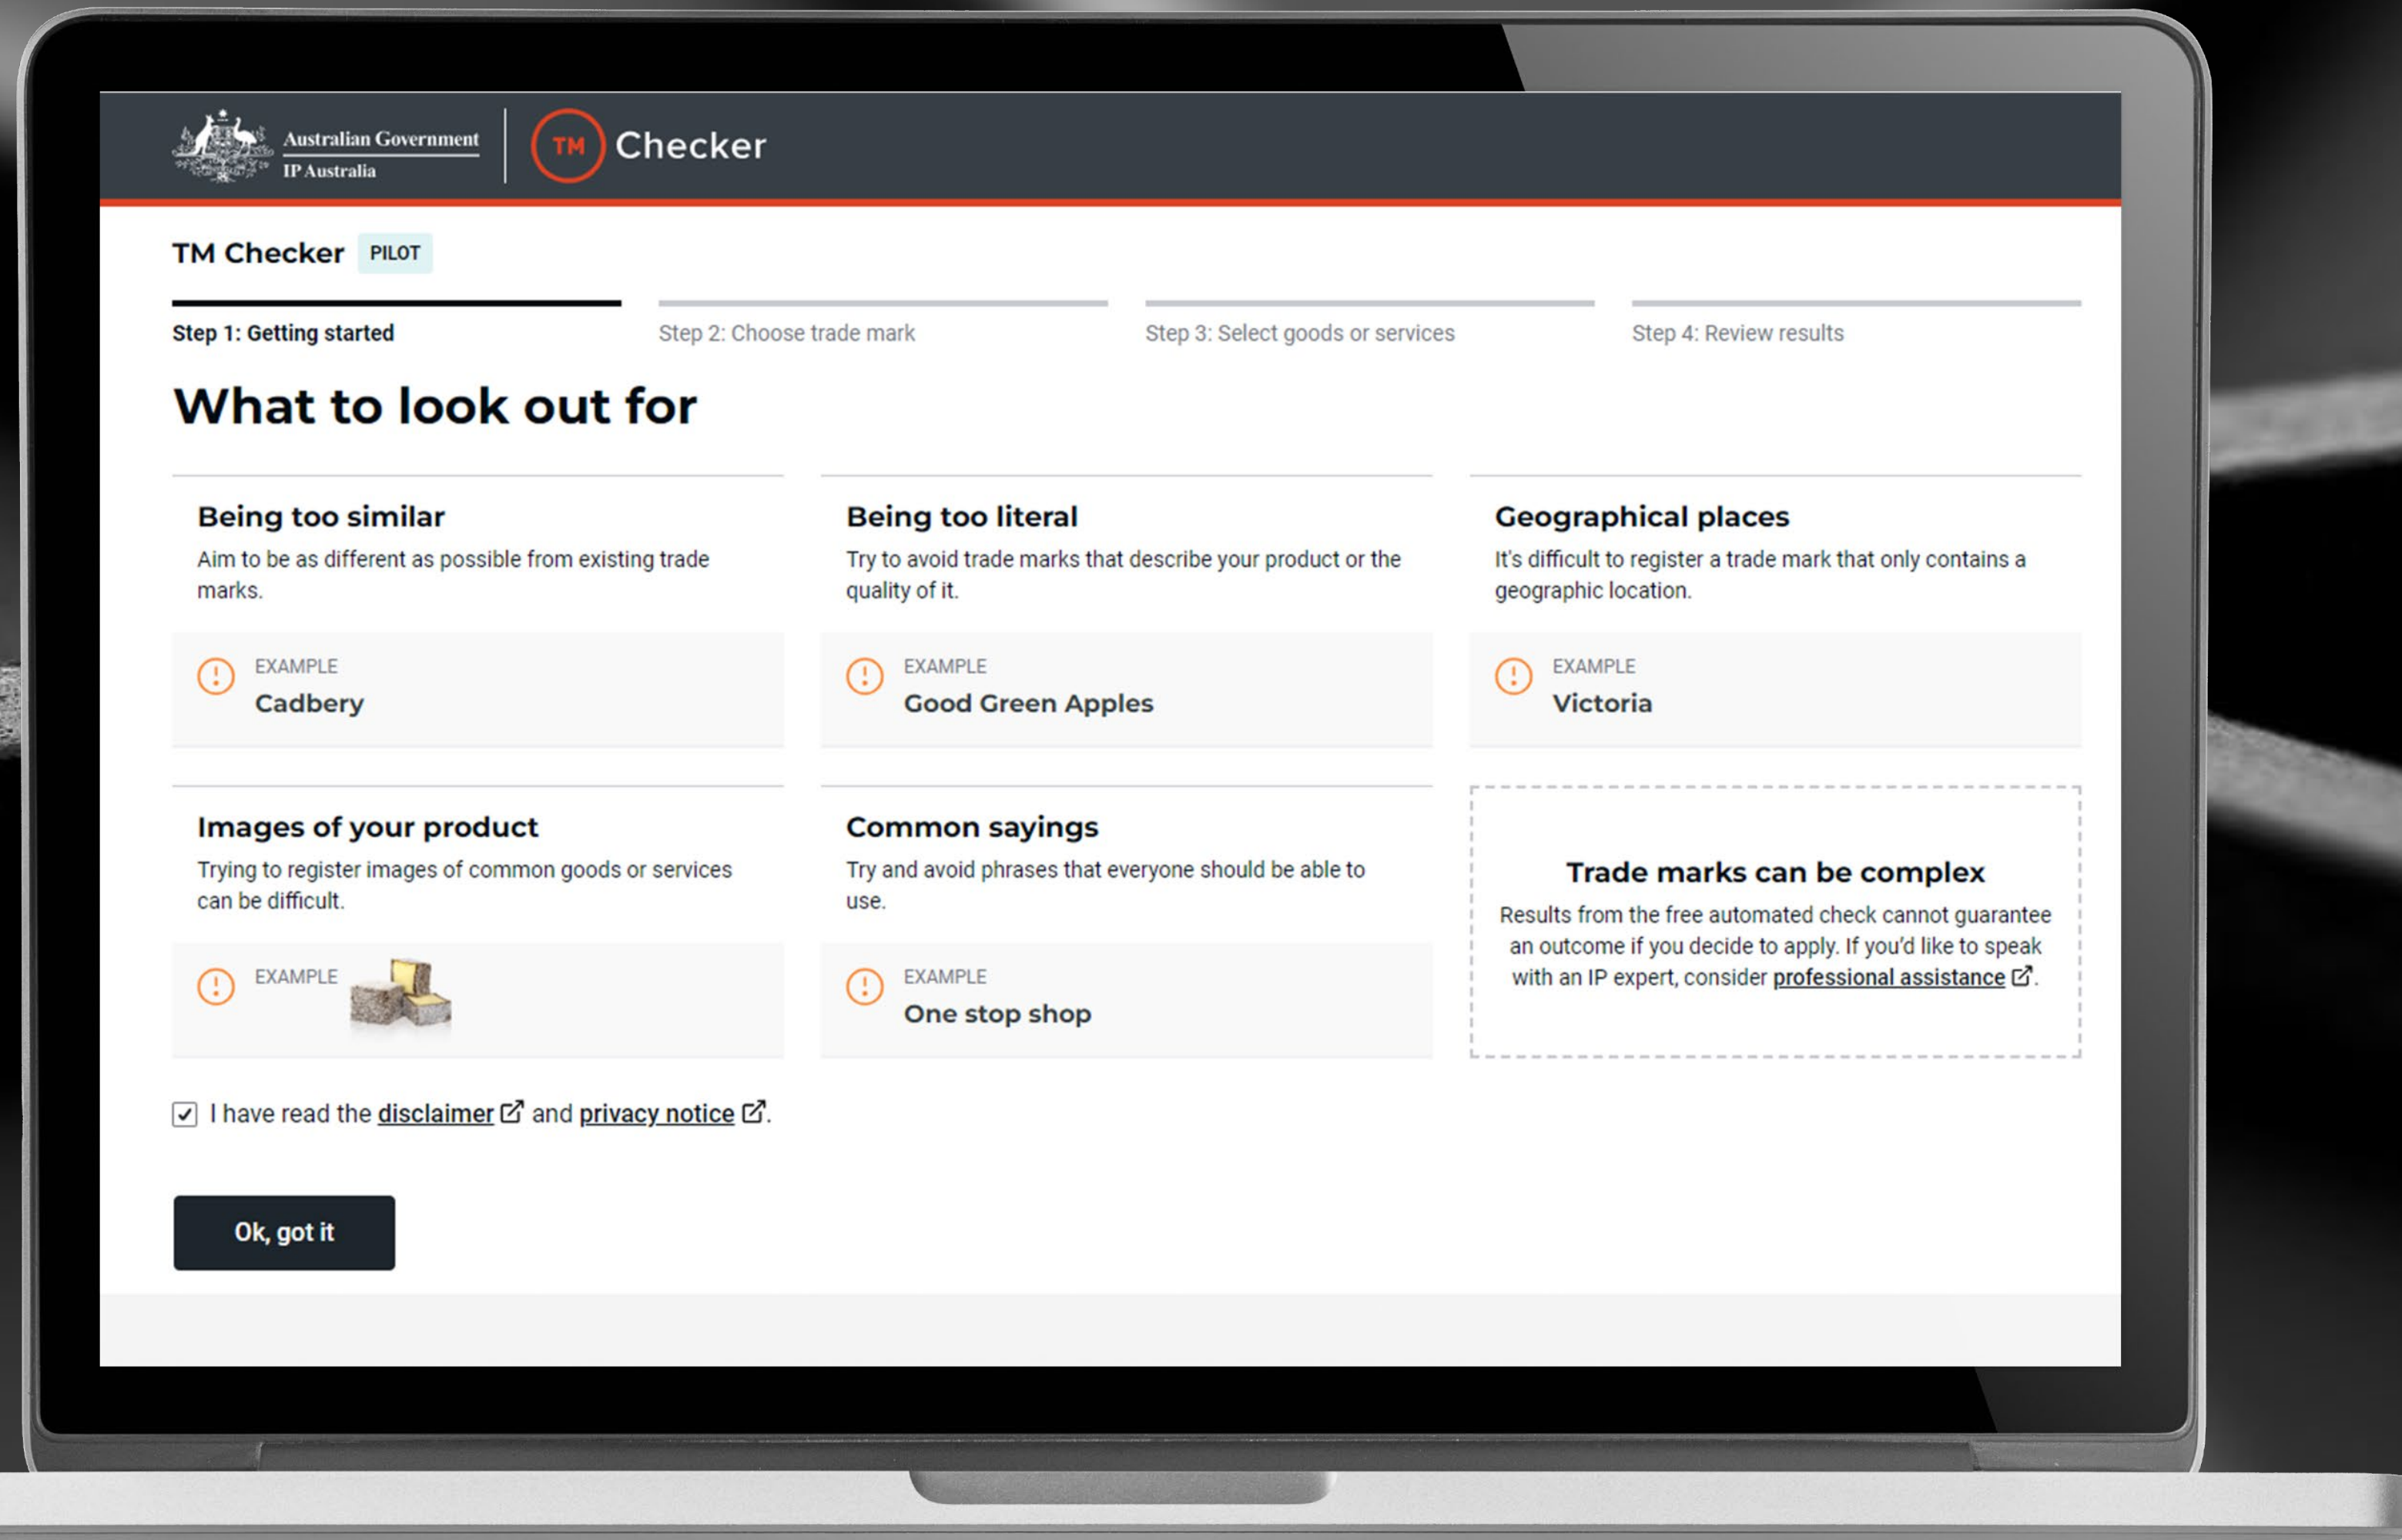 Australian Government
IP Australia
TM Checker
TM Checker PILOT
Step 1: Getting started
Step 2: Choose trade mark
Step 3: Select goods or services
Step 4: Review results
What to look out for
Being too similar
Aim to be as different as possible from existing trade
marks.
EXAMPLE
Cadbery
Being too literal
Try to avoid trade marks that describe your product or the
quality of it.
EXAMPLE
Good Green Apples
Geographical places
It's difficult to register a trade mark that only contains a
geographic location.
EXAMPLE
Victoria
Images of your product
Trying to register images of common goods or services
can be difficult.
EXAMPLE
Common sayings
Try and avoid phrases that everyone should be able to
use.
EXAMPLE
One stop shop
Trade marks can be complex
Results from the free automated check cannot guarantee
an outcome if you decide to apply. If you'd like to speak
with an IP expert, consider professional assistance.
I have read the disclaimer and privacy notice.
Ok, got it